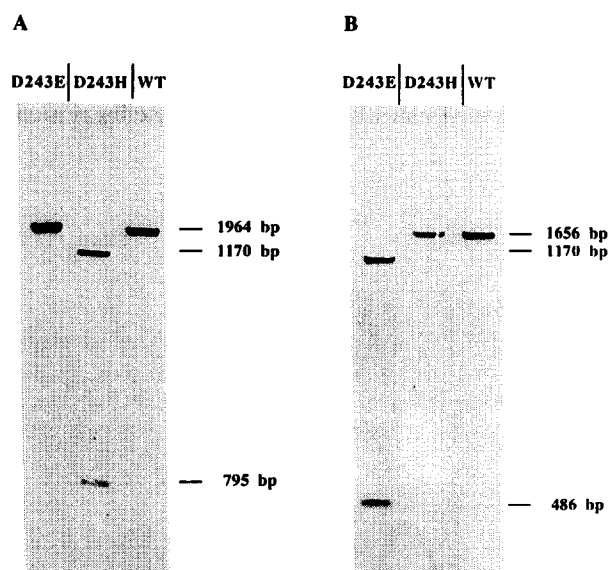 A
D243E D243H WT
1964 bp
1170 bp
795 bp
B
D243E D243H WT
1656 bp
1170 bp
486 bp